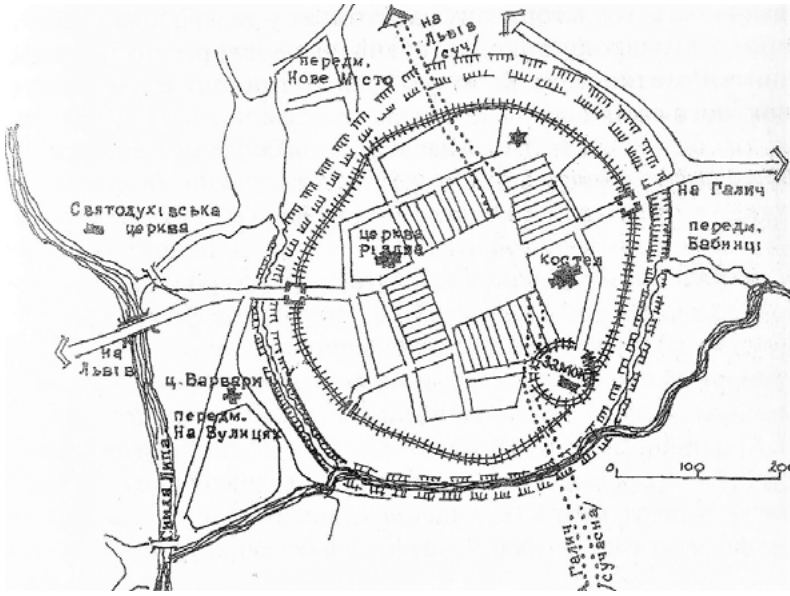 на
Львів
/суч/
передм.
Нове Місто
на Галич
передм.
Бабинці
Святодухівська
церква
церква
Різдва
костел
замок
на
Львів
ц. Варвари
передм.
На Вулицях
гнила Липа
0 100 200
Галич
/сучасна/